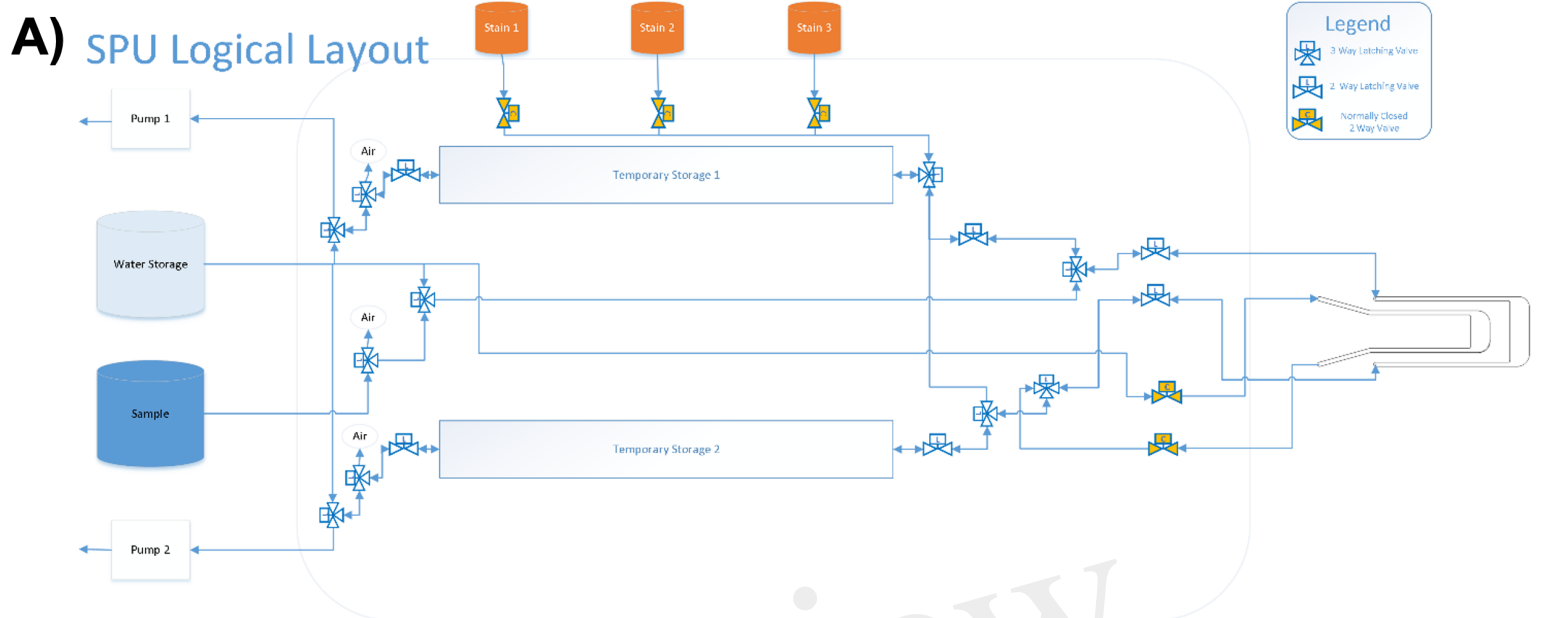 A)
SPU Logical Layout
Stain 1
Stain 2
Stain 3
Legend
3 Way Latching Valve
2 Way Latching Valve
Normally Closed
2 Way Valve
Pump 1
Air
Temporary Storage 1
Water Storage
Air
Sample
Air
Temporary Storage 2
Pump 2